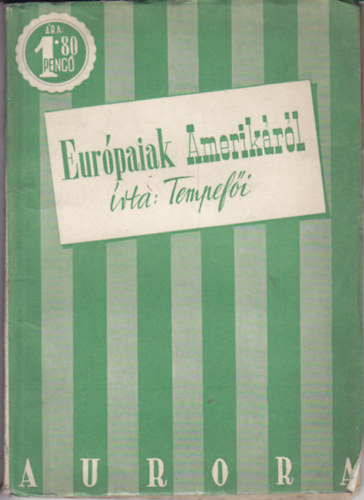 ÁRA:
1·80
PENGŐ
Európaiak Amerikáról
írta: Tempefői
AURORA